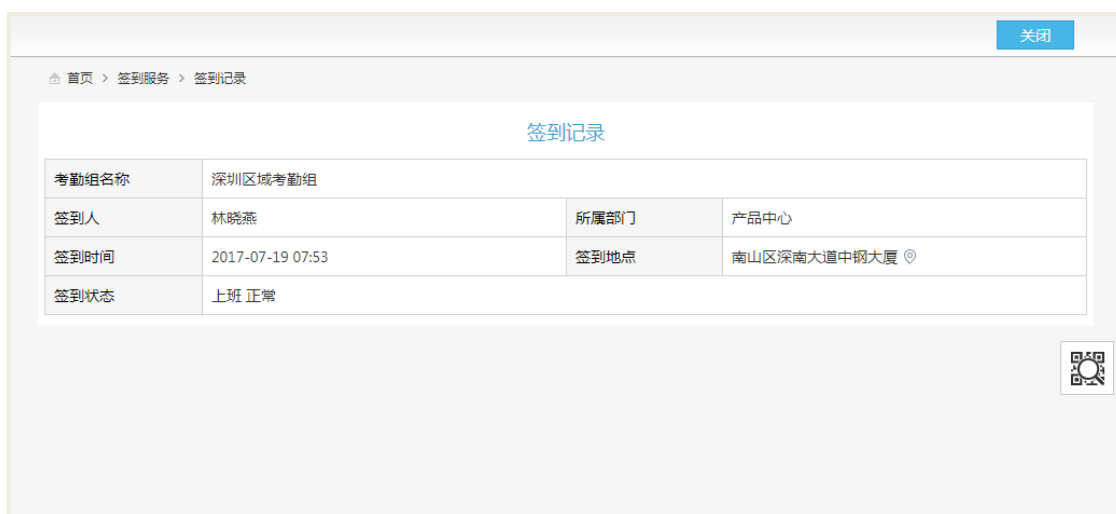 关闭
首页 > 签到服务 > 签到记录
签到记录
考勤组名称 深圳区域考勤组
签到人 林晓燕 所属部门 产品中心
签到时间 2017-07-19 07:53 签到地点 南山区深南大道中钢大厦
签到状态 上班 正常